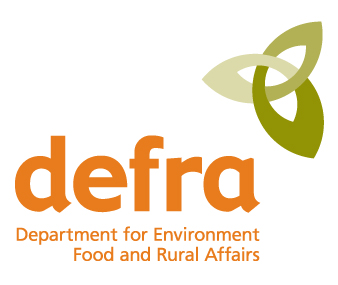 defra
Department for Environment
Food and Rural Affairs